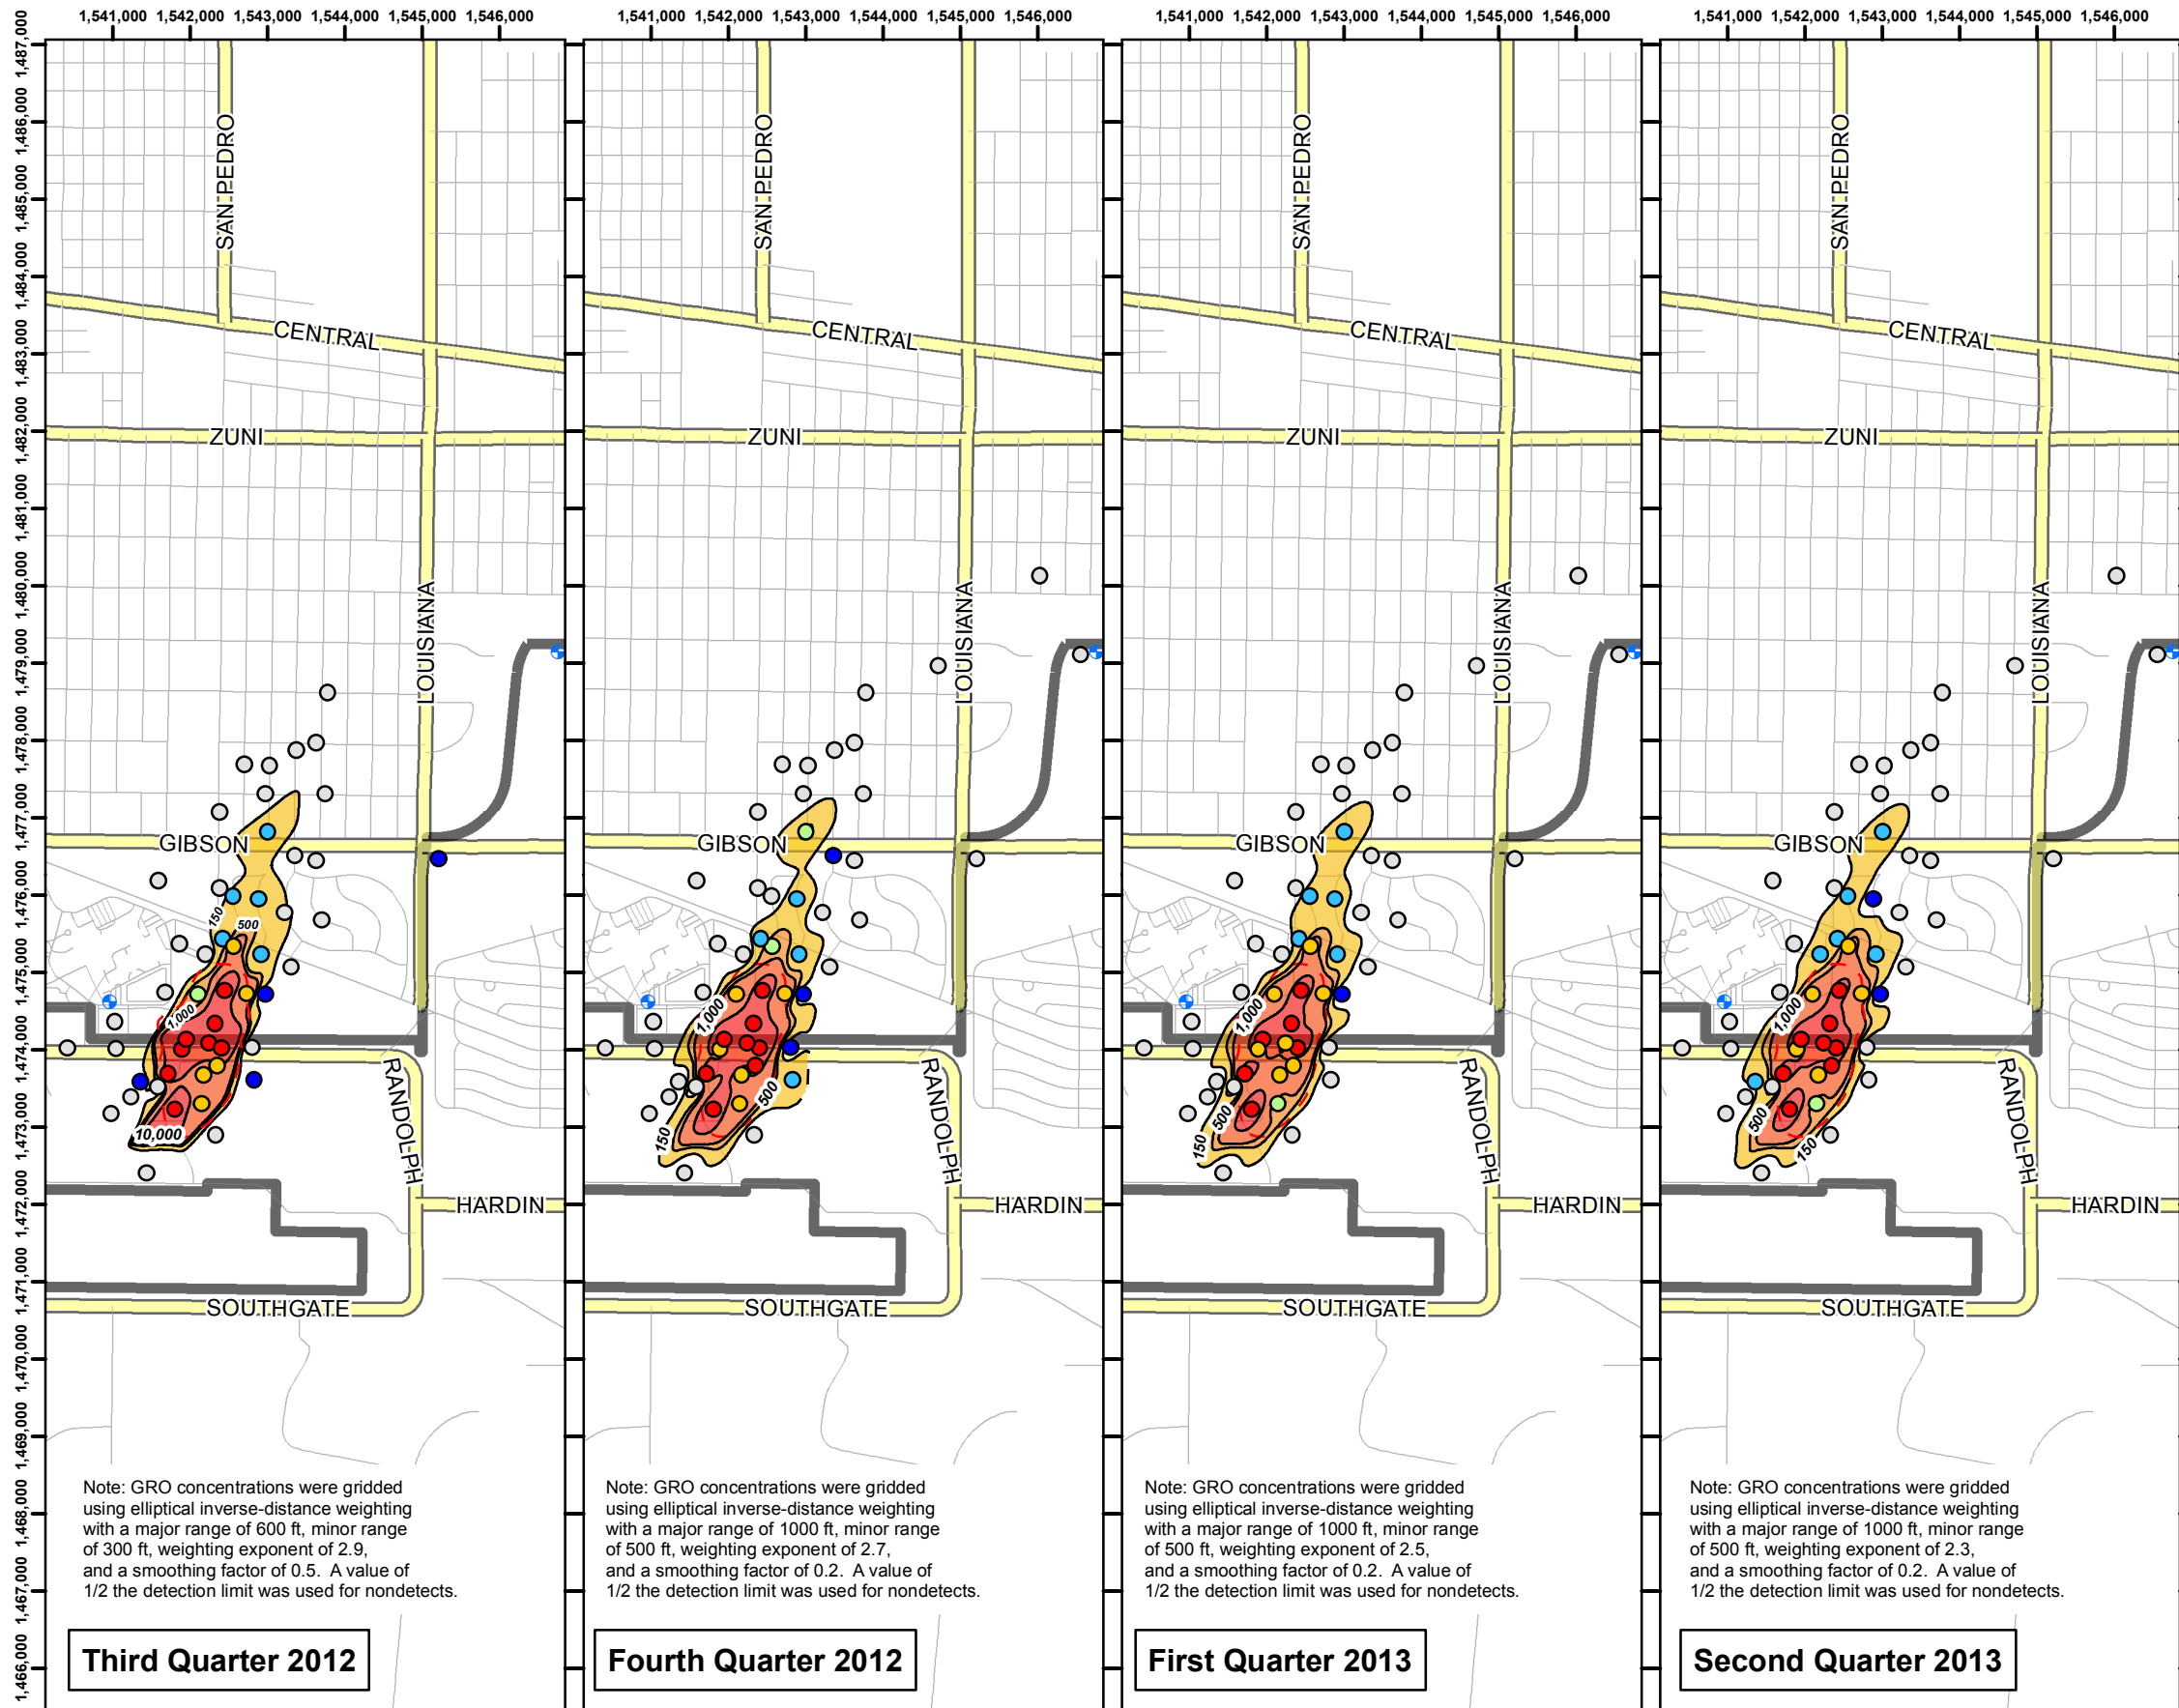 1,541,000 1,542,000 1,543,000 1,544,000 1,545,000 1,546,000
1,541,000 1,542,000 1,543,000 1,544,000 1,545,000 1,546,000
1,541,000 1,542,000 1,543,000 1,544,000 1,545,000 1,546,000
1,541,000 1,542,000 1,543,000 1,544,000 1,545,000 1,546,000
1,487,000
1,486,000
1,485,000
1,484,000
1,483,000
1,482,000
1,481,000
1,480,000
1,479,000
1,478,000
1,477,000
1,476,000
1,475,000
1,474,000
1,473,000
1,472,000
1,471,000
1,470,000
1,469,000
1,468,000
1,467,000
1,466,000
SAN PEDRO
CENTRAL
ZUNI
LOUISIANA
GIBSON
150
500
1,000
10,000
RANDOLPH
HARDIN
SOUTHGATE
Note: GRO concentrations were gridded
using elliptical inverse-distance weighting
with a major range of 600 ft, minor range
of 300 ft, weighting exponent of 2.9,
and a smoothing factor of 0.5. A value of
1/2 the detection limit was used for nondetects.
Third Quarter 2012
SAN PEDRO
CENTRAL
ZUNI
LOUISIANA
GIBSON
1,000
500
150
RANDOLPH
HARDIN
SOUTHGATE
Note: GRO concentrations were gridded
using elliptical inverse-distance weighting
with a major range of 1000 ft, minor range
of 500 ft, weighting exponent of 2.7,
and a smoothing factor of 0.2. A value of
1/2 the detection limit was used for nondetects.
Fourth Quarter 2012
SAN PEDRO
CENTRAL
ZUNI
LOUISIANA
GIBSON
1,000
500
150
RANDOLPH
HARDIN
SOUTHGATE
Note: GRO concentrations were gridded
using elliptical inverse-distance weighting
with a major range of 1000 ft, minor range
of 500 ft, weighting exponent of 2.5,
and a smoothing factor of 0.2. A value of
1/2 the detection limit was used for nondetects.
First Quarter 2013
SAN PEDRO
CENTRAL
ZUNI
LOUISIANA
GIBSON
1,000
500
150
RANDOLPH
HARDIN
SOUTHGATE
Note: GRO concentrations were gridded
using elliptical inverse-distance weighting
with a major range of 1000 ft, minor range
of 500 ft, weighting exponent of 2.3,
and a smoothing factor of 0.2. A value of
1/2 the detection limit was used for nondetects.
Second Quarter 2013